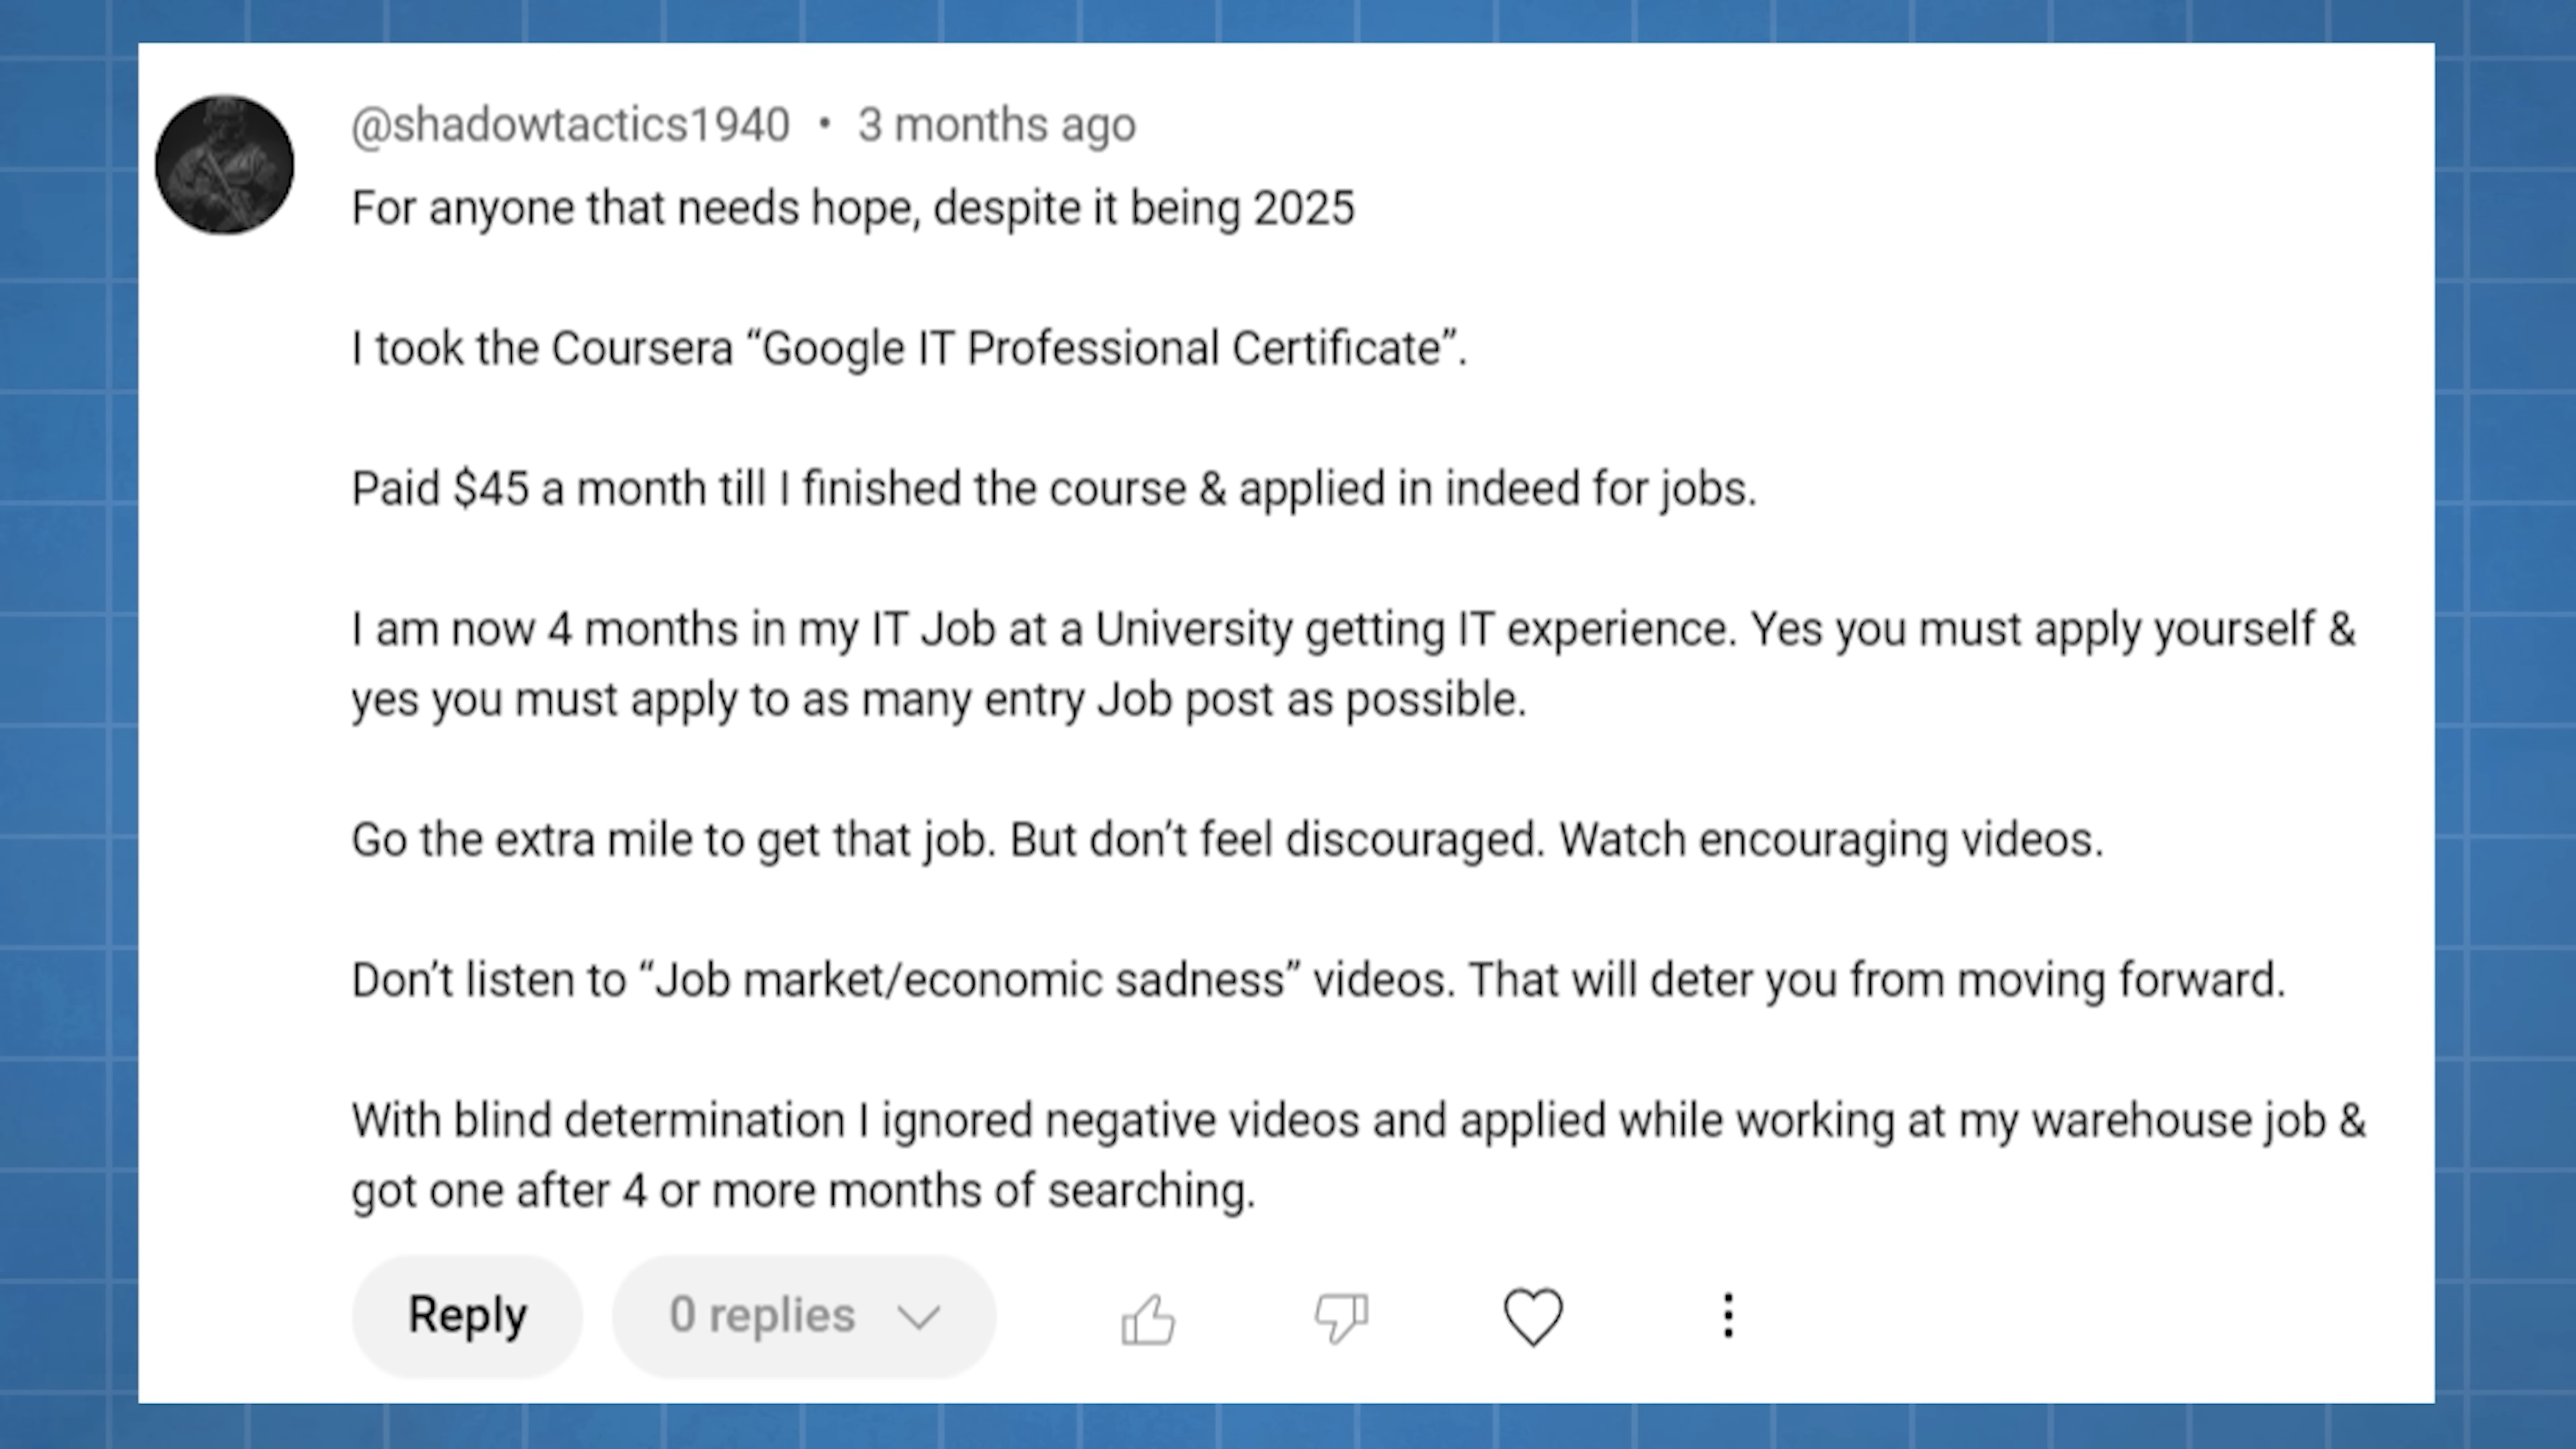 @shadowtactics1940 • 3 months ago
For anyone that needs hope, despite it being 2025
I took the Coursera “Google IT Professional Certificate”.
Paid $45 a month till I finished the course & applied in indeed for jobs.
I am now 4 months in my IT Job at a University getting IT experience. Yes you must apply yourself &
yes you must apply to as many entry Job post as possible.
Go the extra mile to get that job. But don’t feel discouraged. Watch encouraging videos.
Don’t listen to “Job market/economic sadness” videos. That will deter you from moving forward.
With blind determination I ignored negative videos and applied while working at my warehouse job &
got one after 4 or more months of searching.
Reply 0 replies